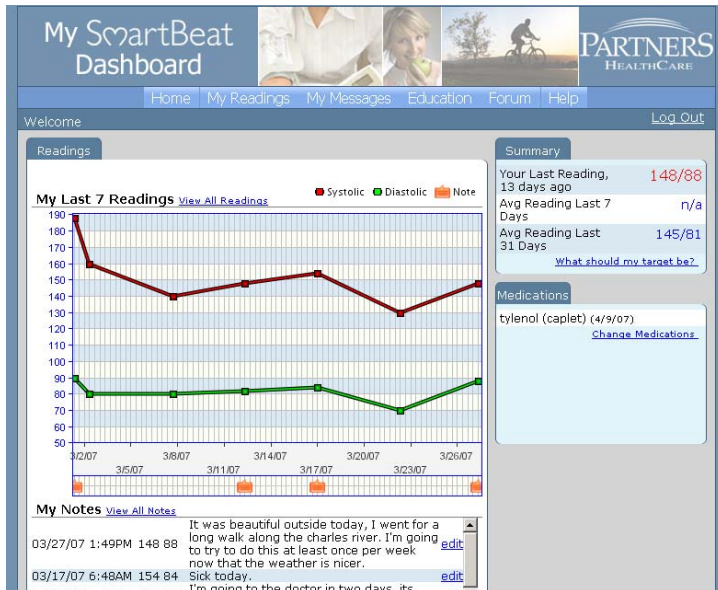 My SmartBeat
Dashboard
PARTNERS
HEALTHCARE
Home My Readings My Messages Education Forum Help
Welcome
Log Out
Readings
My Last 7 Readings View All Readings
Systolic Diastolic Note
190
180
170
160
150
140
130
120
110
100
90
80
70
60
50
3/2/07 3/8/07 3/14/07 3/20/07 3/26/07
3/5/07 3/11/07 3/17/07 3/23/07
My Notes View All Notes
03/27/07 1:49PM 148 88 It was beautiful outside today, I went for a
long walk along the charles river. I'm going
to try to do this at least once per week
now that the weather is nicer.
edit
03/17/07 6:48AM 154 84 Sick today. edit
I'm going to the doctor in two days, its
Summary
Your Last Reading,
13 days ago
148/88
Avg Reading Last 7
Days
n/a
Avg Reading Last
31 Days
145/81
What should my target be?
Medications
tylenol (caplet) (4/9/07)
Change Medications